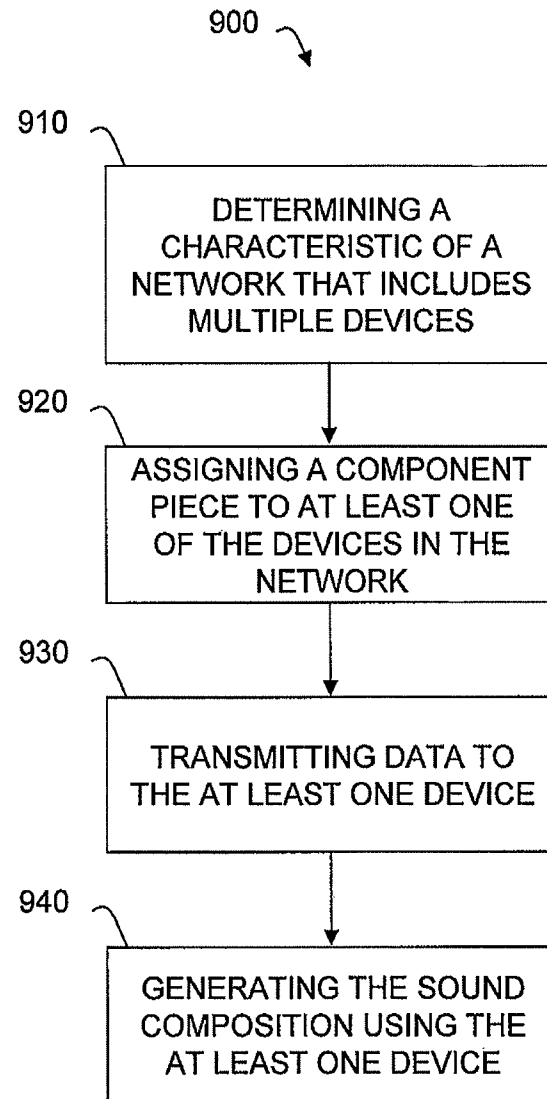 900
910
DETERMINING A
CHARACTERISTIC OF A
NETWORK THAT INCLUDES
MULTIPLE DEVICES
920
ASSIGNING A COMPONENT
PIECE TO AT LEAST ONE
OF THE DEVICES IN THE
NETWORK
930
TRANSMITTING DATA TO
THE AT LEAST ONE DEVICE
940
GENERATING THE SOUND
COMPOSITION USING THE
AT LEAST ONE DEVICE